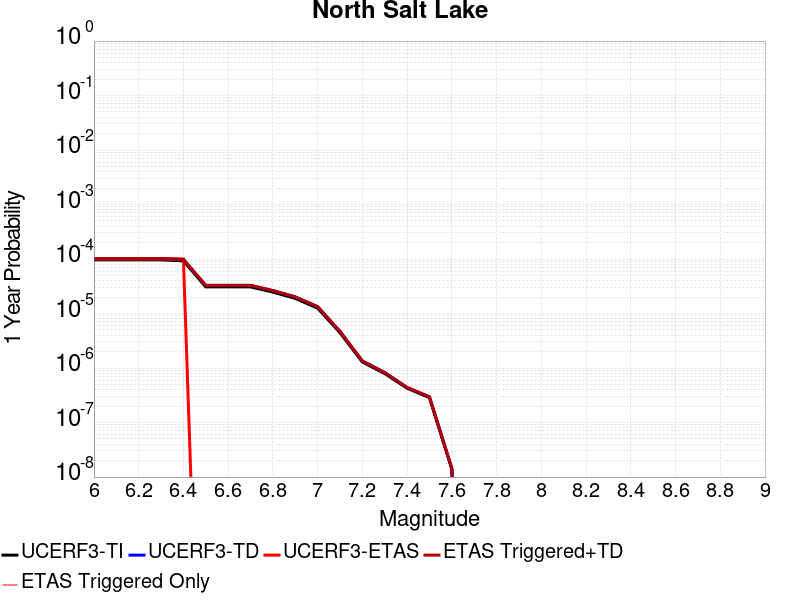 North Salt Lake
10^0
10^-1
10^-2
10^-3
10^-4
10^-5
10^-6
10^-7
10^-8
1 Year Probability
6 6.2 6.4 6.6 6.8 7 7.2 7.4 7.6 7.8 8 8.2 8.4 8.6 8.8 9
Magnitude
UCERF3-TI UCERF3-TD UCERF3-ETAS ETAS Triggered+TD
ETAS Triggered Only